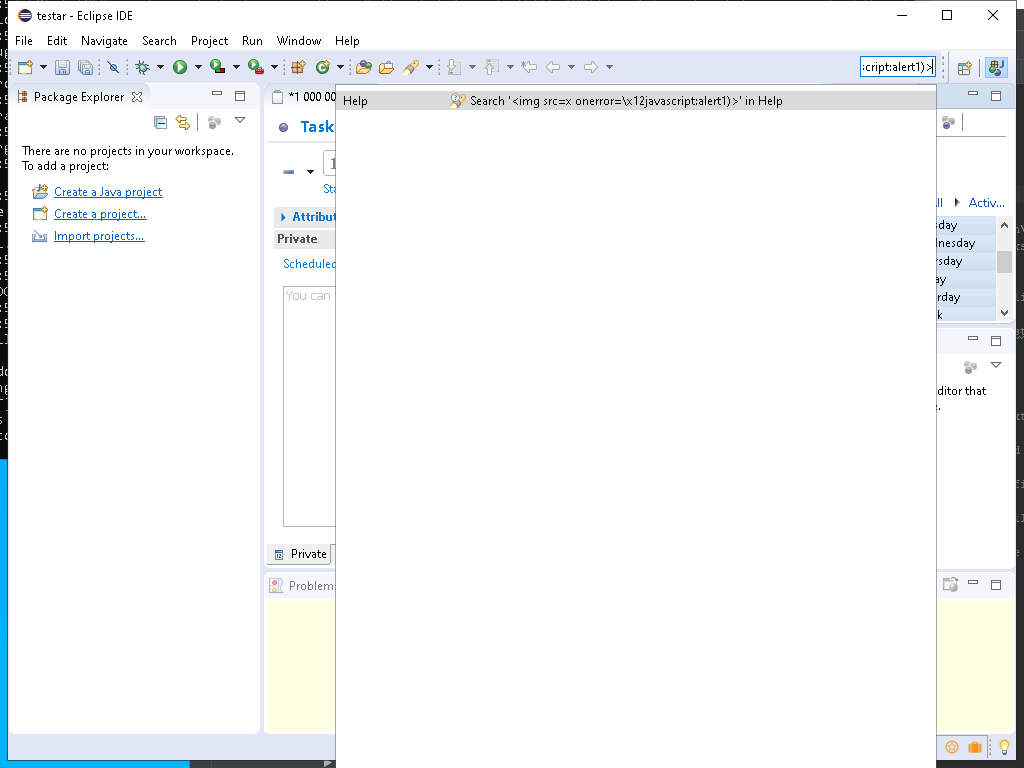 testar - Eclipse IDE
File Edit Navigate Search Project Run Window Help
:cript:alert1)>
Package Explorer
*1 000 00
Help Search '<img src=x onerror=\x12javascript:alert1)>' in Help
Task
There are no projects in your workspace.
To add a project:
Create a Java project
Create a project...
Import projects...
1
Sta
Attribut
Private
Scheduled
You can
Activ...
sday
nesday
rsday
ay
rday
k
ditor that
Private
Problem